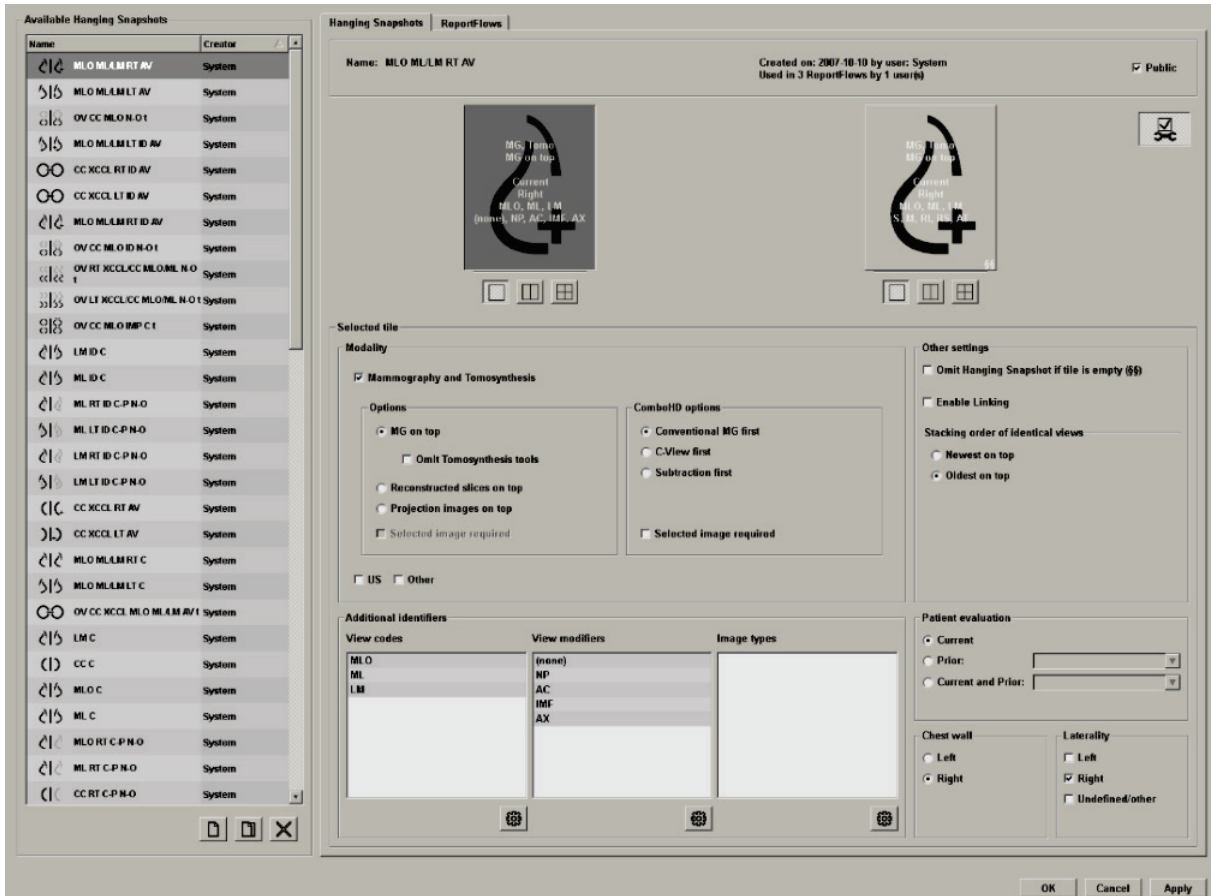 Available Hanging Snapshots
Name Creator
MLO ML/LM RT AV System
MLO ML/LM LT AV System
OV CC MLO N-O t System
MLO ML/LM LT ID AV System
CC XCCL RT ID AV System
CC XCCL LT ID AV System
MLO ML/LM RT ID AV System
OV CC MLO ID N-O t System
OV RT XCCL/CC MLO/ML N-O
t System
OV LT XCCL/CC MLO/ML N-O t System
OV CC MLO IMP C t System
LM ID C System
ML ID C System
ML RT ID C-P N-O System
ML LT ID C-P N-O System
LM RT ID C-P N-O System
LM LT ID C-P N-O System
CC XCCL RT AV System
CC XCCL LT AV System
MLO ML/LM RT C System
MLO ML/LM LT C System
OV CC XCCL MLO ML/LM AV t System
LM C System
CC C System
MLO C System
ML C System
MLO RT C-P N-O System
ML RT C-P N-O System
CC RT C-P N-O System
Hanging Snapshots ReportFlows
Name: MLO ML/LM RT AV
Created on: 2007-10-10 by user: System
Used in 3 ReportFlows by 1 user(s)
Public
MG, Tomo
MG on top
Current
Right
MLO, ML, LM
(none), NP, AC, IMF, AX
MG, Tomo
MG on top
Current
Right
MLO, ML, LM
S, M, RI, RS, AT
§§
Selected tile
Modality
Mammography and Tomosynthesis
Options
MG on top
Omit Tomosynthesis tools
Reconstructed slices on top
Projection images on top
Selected image required
ComboHD options
Conventional MG first
C-View first
Subtraction first
Selected image required
US Other
Other settings
Omit Hanging Snapshot if tile is empty (§§)
Enable Linking
Stacking order of identical views
Newest on top
Oldest on top
Additional identifiers
View codes View modifiers Image types
MLO
ML
LM
(none)
NP
AC
IMF
AX
Patient evaluation
Current
Prior:
Current and Prior:
Chest wall
Left
Right
Laterality
Left
Right
Undefined/other
OK Cancel Apply